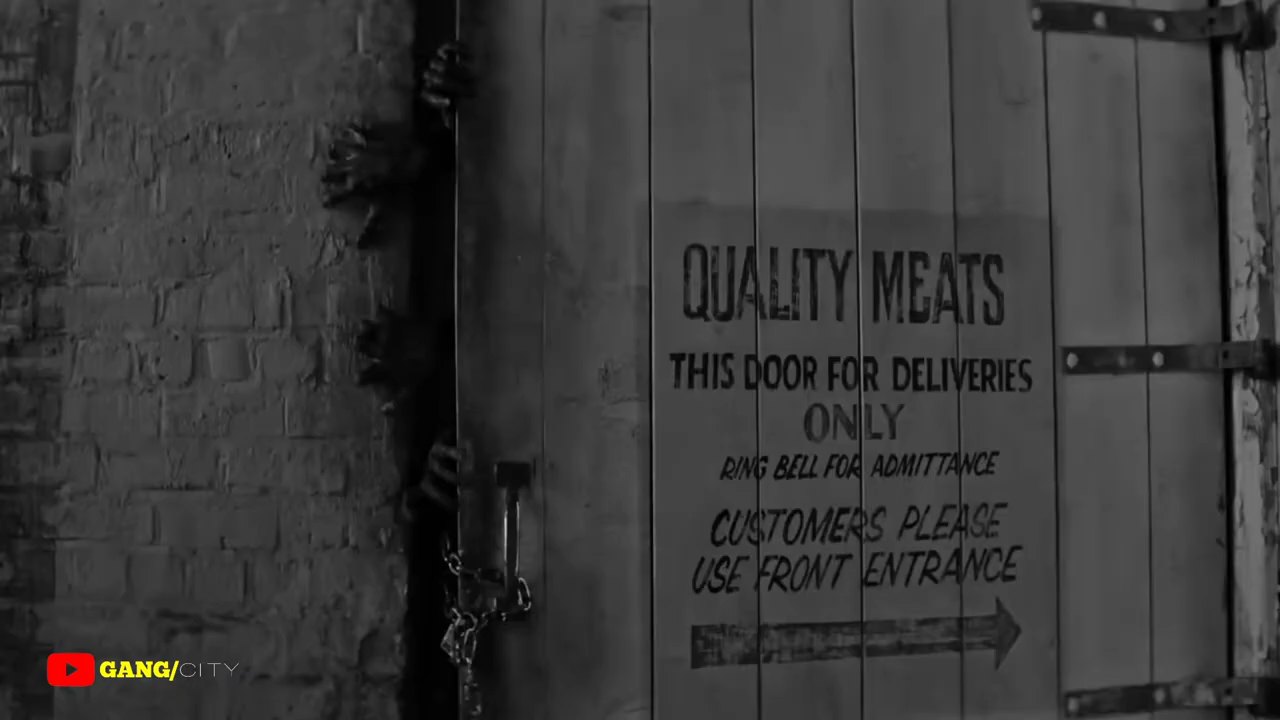 QUALITY MEATS
THIS DOOR FOR DELIVERIES
ONLY
RING BELL FOR ADMITTANCE
CUSTOMERS PLEASE
USE FRONT ENTRANCE
GANG/CITY